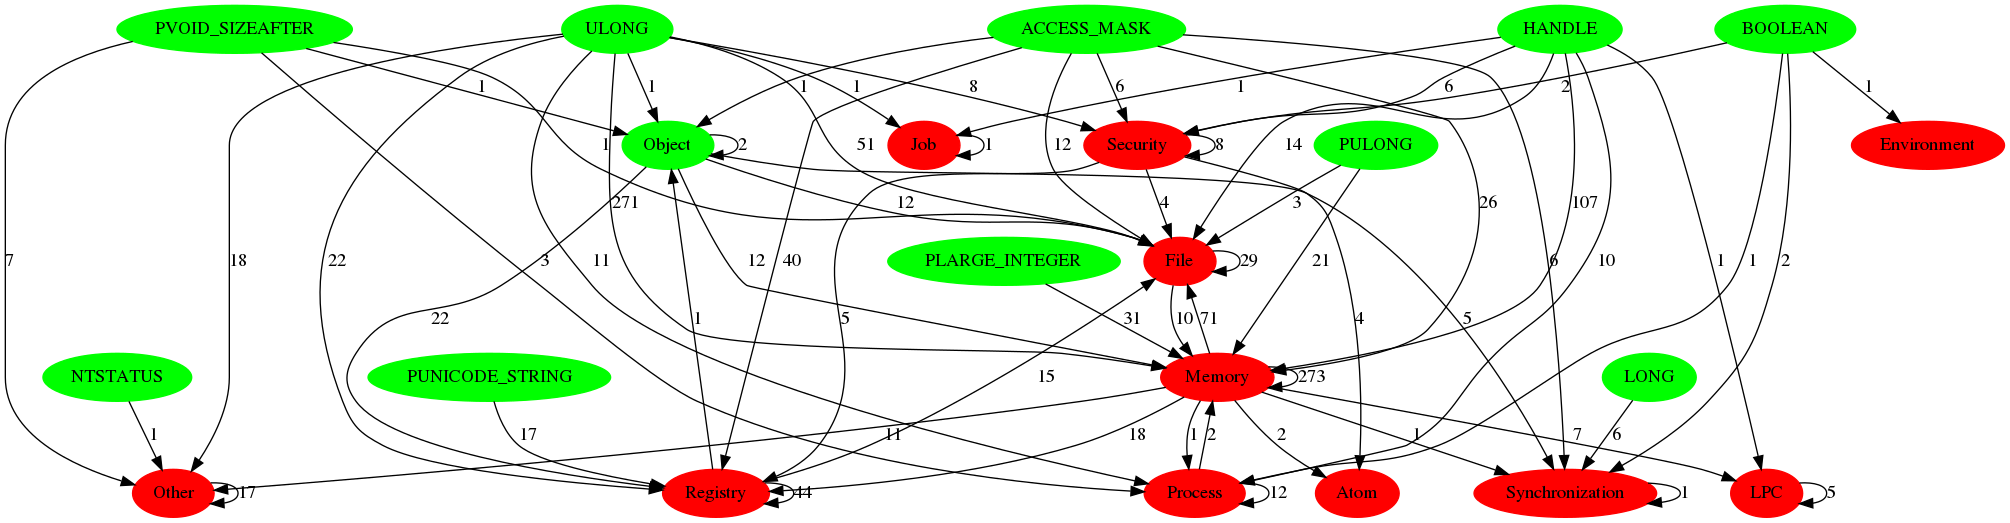 PVOID_SIZEAFTER ULONG ACCESS_MASK HANDLE BOOLEAN
1 1 1 1 6 8 1 6 2 1
Object Job Security PULONG Environment
2 1 8
1 51 12 14
271 12 4 3 26 107
PLARGE_INTEGER File
7 18 22 11 3 40 12 29 21 6 10 1 1 2
22 1 5 31 10 71 4 5
NTSTATUS PUNICODE_STRING Memory LONG
15 273
1 17 11 18 1 2 2 1 7 6
Other Registry Process Atom Synchronization LPC
17 44 12 1 5